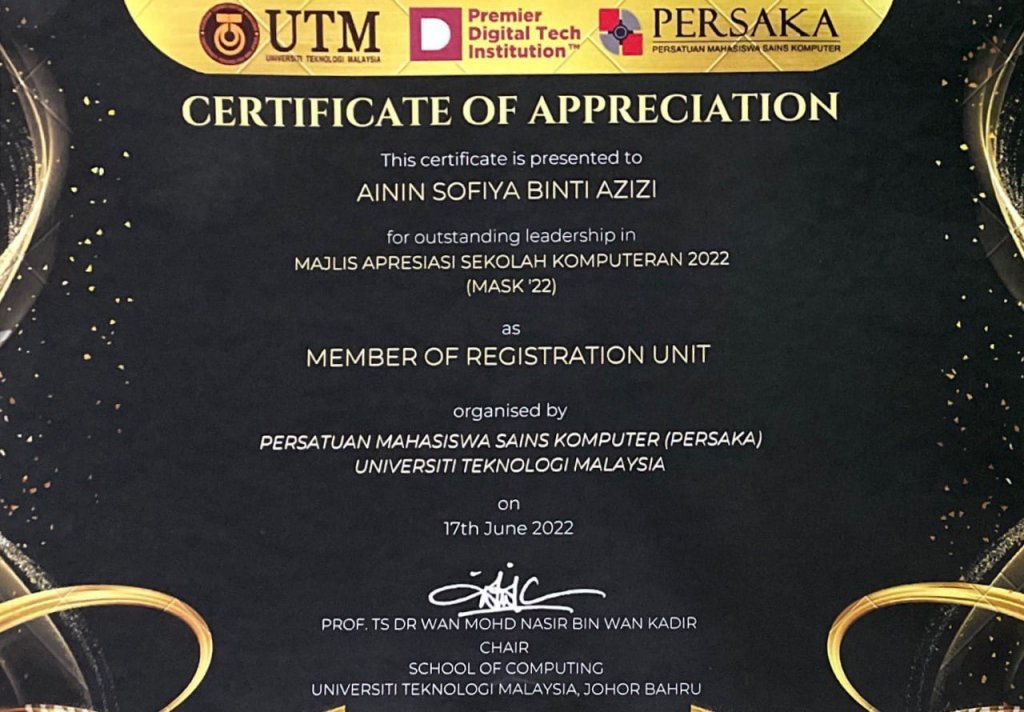 UTM
UNIVERSITI TEKNOLOGI MALAYSIA
Premier
Digital Tech
Institution™
PERSAKA
PERSATUAN MAHASISWA SAINS KOMPUTER
CERTIFICATE OF APPRECIATION
This certificate is presented to
AININ SOFIYA BINTI AZIZI
for outstanding leadership in
MAJLIS APRESIASI SEKOLAH KOMPUTERAN 2022
(MASK '22)
as
MEMBER OF REGISTRATION UNIT
organised by
PERSATUAN MAHASISWA SAINS KOMPUTER (PERSAKA)
UNIVERSITI TEKNOLOGI MALAYSIA
on
17th June 2022
PROF. TS DR WAN MOHD NASIR BIN WAN KADIR
CHAIR
SCHOOL OF COMPUTING
UNIVERSITI TEKNOLOGI MALAYSIA, JOHOR BAHRU